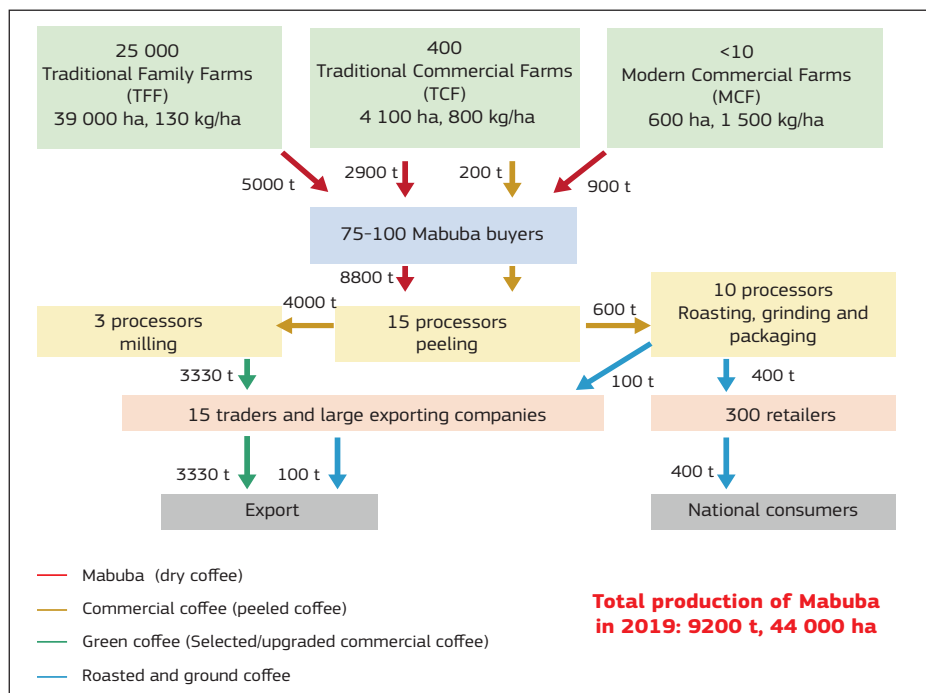 25 000
Traditional Family Farms
(TFF)
39 000 ha, 130 kg/ha
400
Traditional Commercial Farms
(TCF)
4 100 ha, 800 kg/ha
<10
Modern Commercial Farms
(MCF)
600 ha, 1 500 kg/ha
5000 t
2900 t
200 t
900 t
75-100 Mabuba buyers
8800 t
3 processors
milling
4000 t
15 processors
peeling
600 t
10 processors
Roasting, grinding and
packaging
3330 t
100 t
400 t
15 traders and large exporting companies
300 retailers
3330 t
100 t
400 t
Export
National consumers
Mabuba (dry coffee)
Commercial coffee (peeled coffee)
Green coffee (Selected/upgraded commercial coffee)
Roasted and ground coffee
Total production of Mabuba
in 2019: 9200 t, 44 000 ha